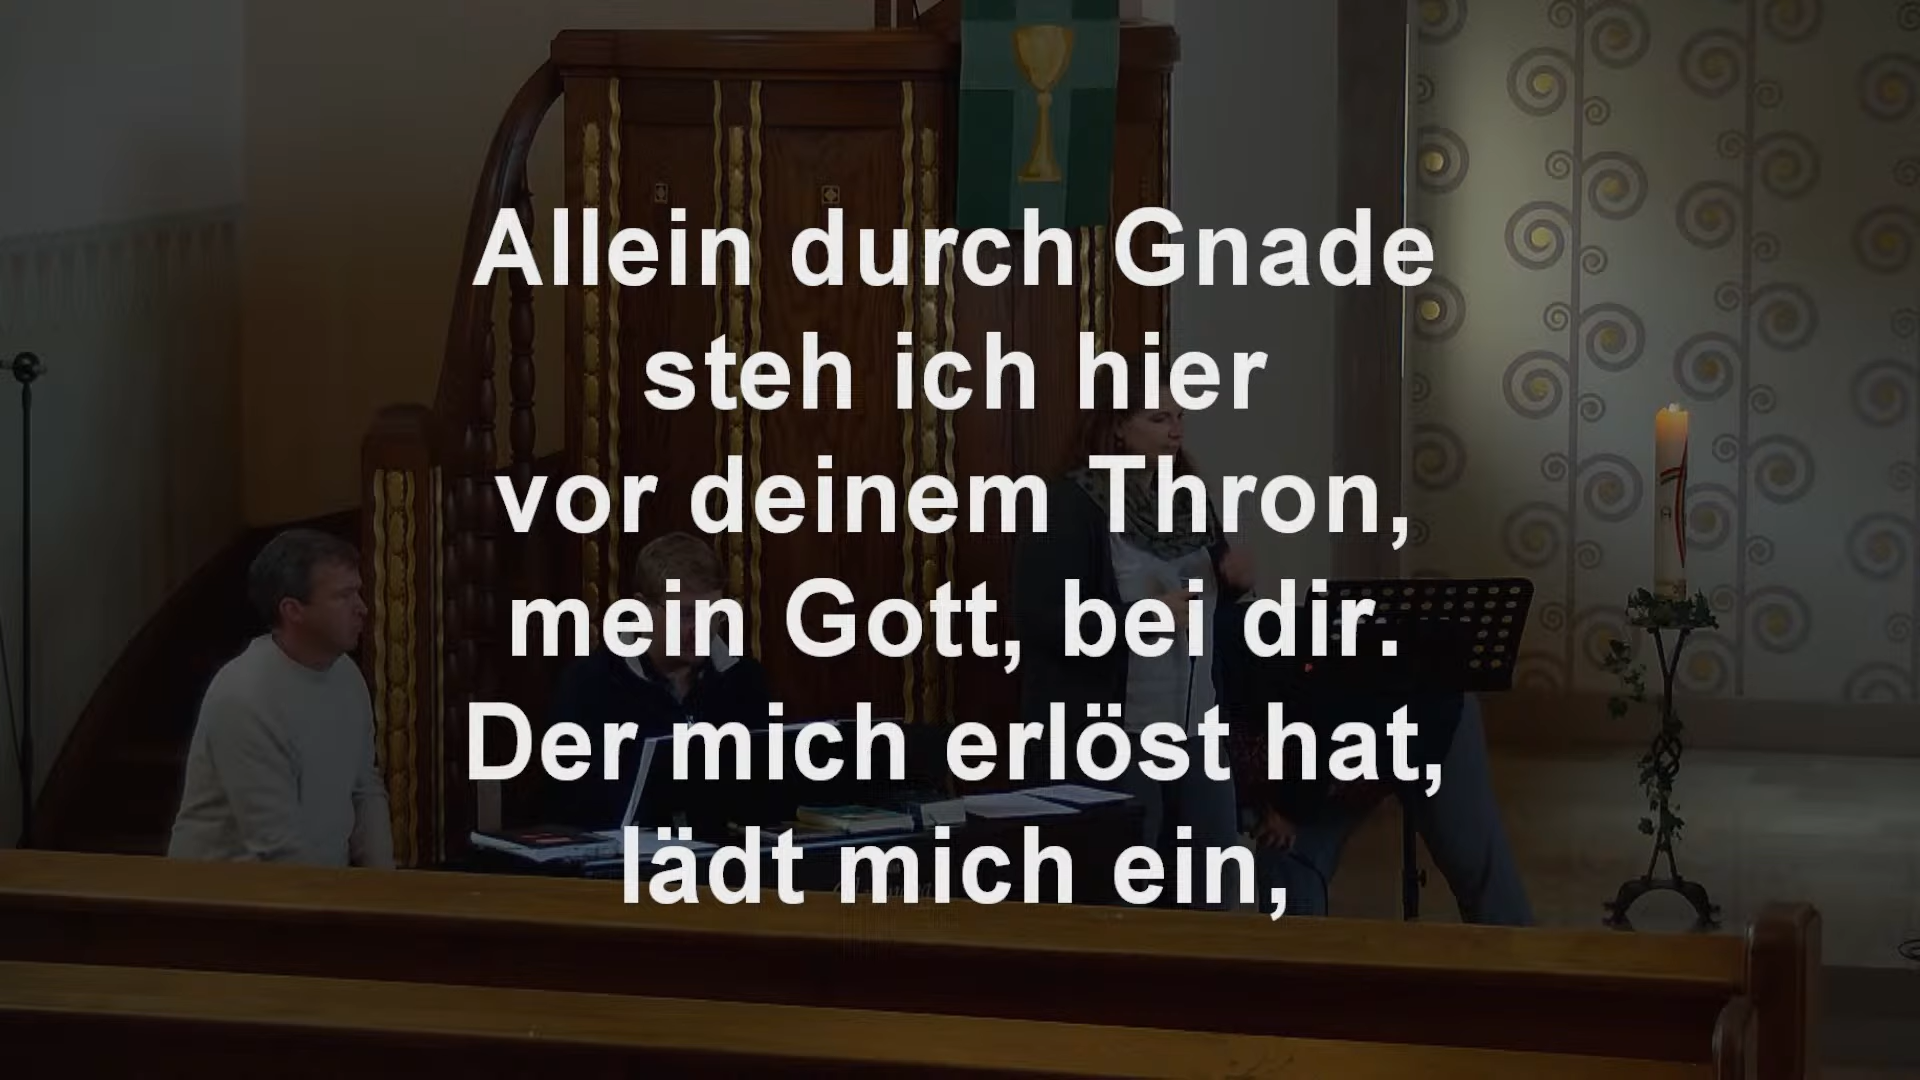 Allein durch Gnade
steh ich hier
vor deinem Thron,
mein Gott, bei dir.
Der mich erlöst hat,
lädt mich ein,